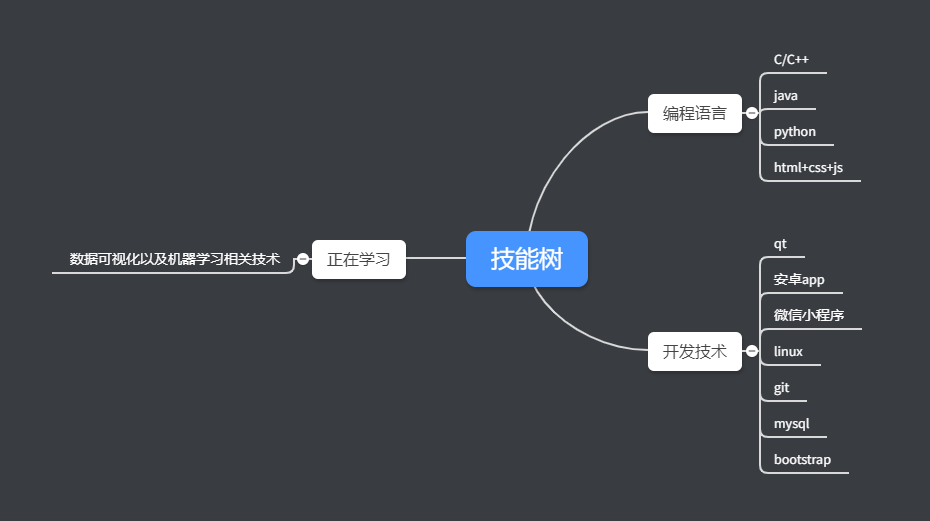 技能树
编程语言
C/C++
java
python
html+css+js
开发技术
qt
安卓app
微信小程序
linux
git
mysql
bootstrap
正在学习
数据可视化以及机器学习相关技术